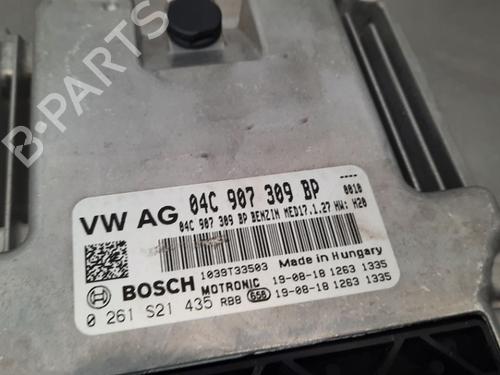 B-PARTS
VW AG 04C 907 309 BP
04C 907 309 BP BENZIN MED17.1.27 HW: H20
0010
----
1039T33503 Made in Hungary
BOSCH MOTRONIC 19-08-18 1263 1335
0 261 S21 435 RB8 658 19-08-18 1263 1335